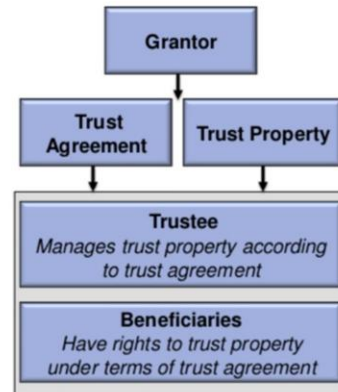 Grantor
Trust
Agreement
Trust Property
Trustee
Manages trust property according
to trust agreement
Beneficiaries
Have rights to trust property
under terms of trust agreement